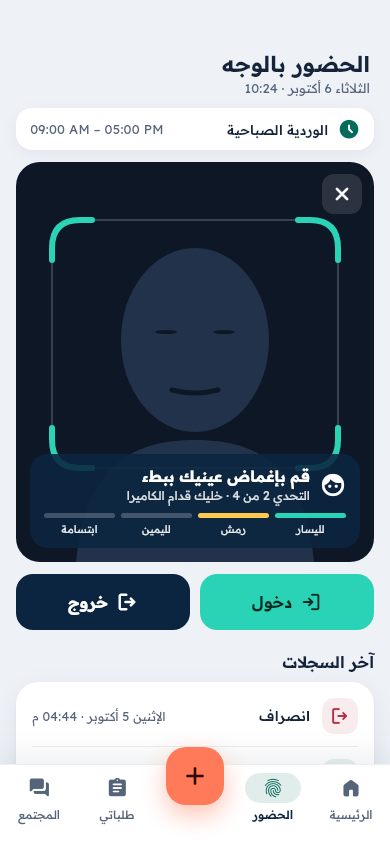 الحضور بالوجه
الثلاثاء 6 أكتوبر · 10:24
الوردية الصباحية
09:00 AM – 05:00 PM
قم بإغماض عينيك ببطء
التحدي 2 من 4 · خليك قدام الكاميرا
لليسار
رمش
لليمين
ابتسامة
دخول
خروج
آخر السجلات
انصراف
الإثنين 5 أكتوبر · 04:44 م
الرئيسية
الحضور
طلباتي
المجتمع